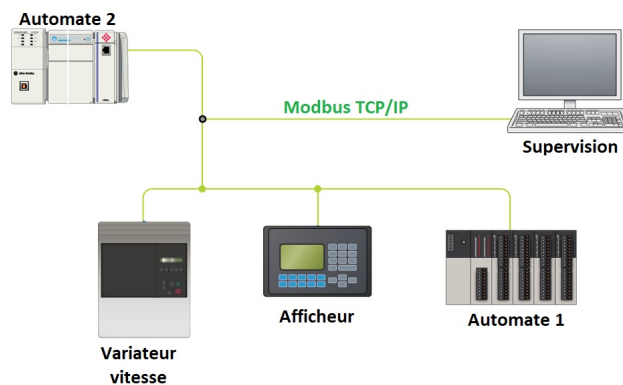 Automate 2
Modbus TCP/IP
Supervision
Variateur
vitesse
Afficheur
Automate 1